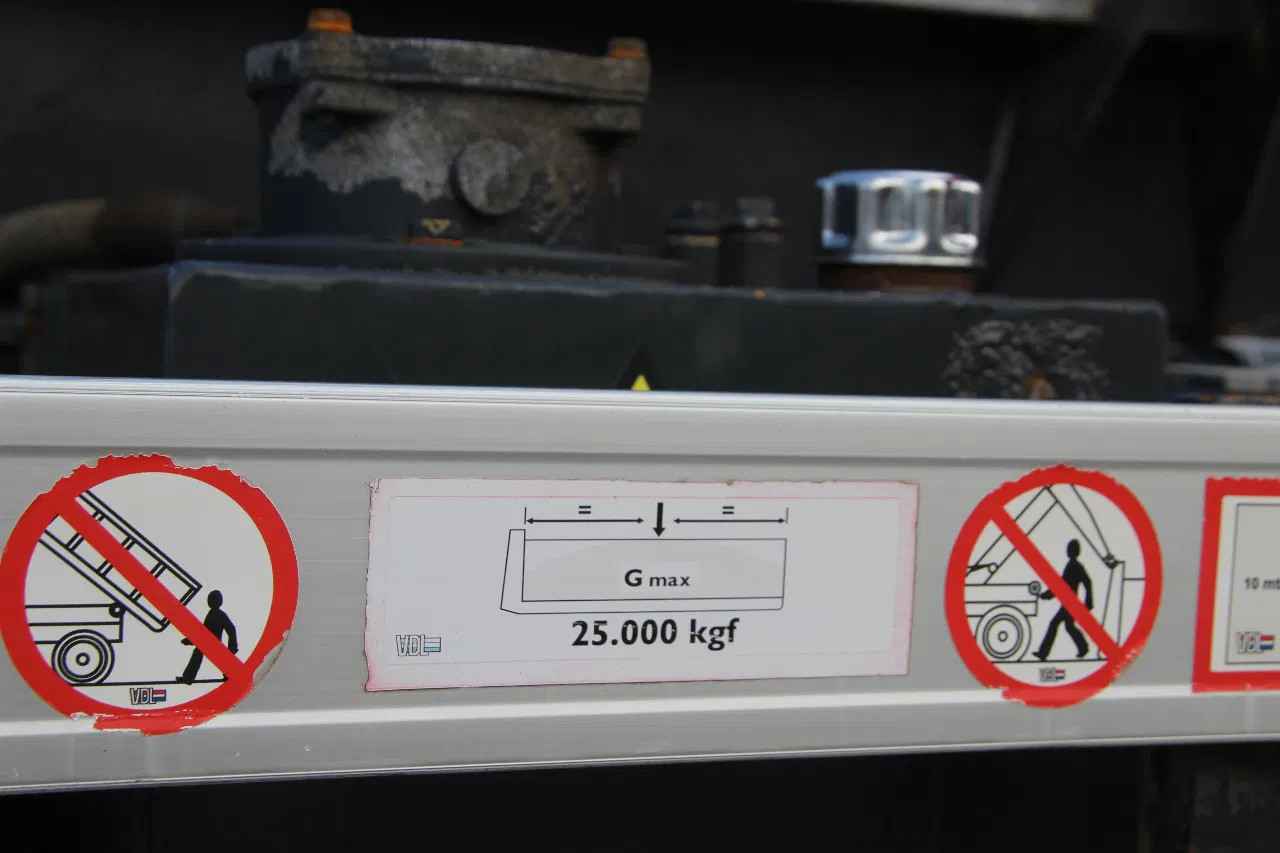 = =
G max
25.000 kgf
VDL
VDL
VDL
10 mt
VDL